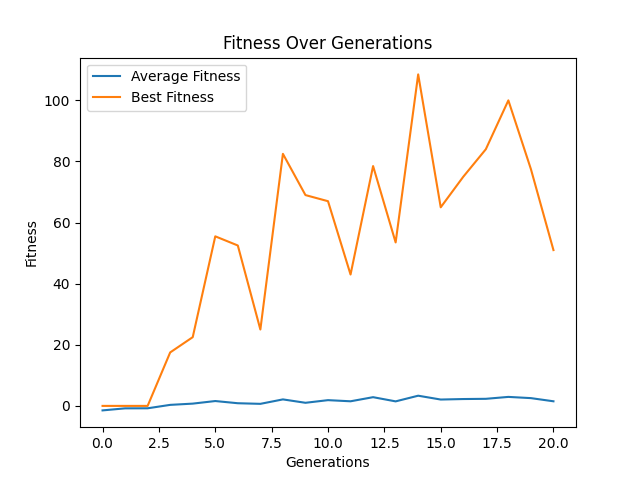 Fitness Over Generations
Average Fitness
Best Fitness
100
80
60
40
20
0
Fitness
0.0 2.5 5.0 7.5 10.0 12.5 15.0 17.5 20.0
Generations